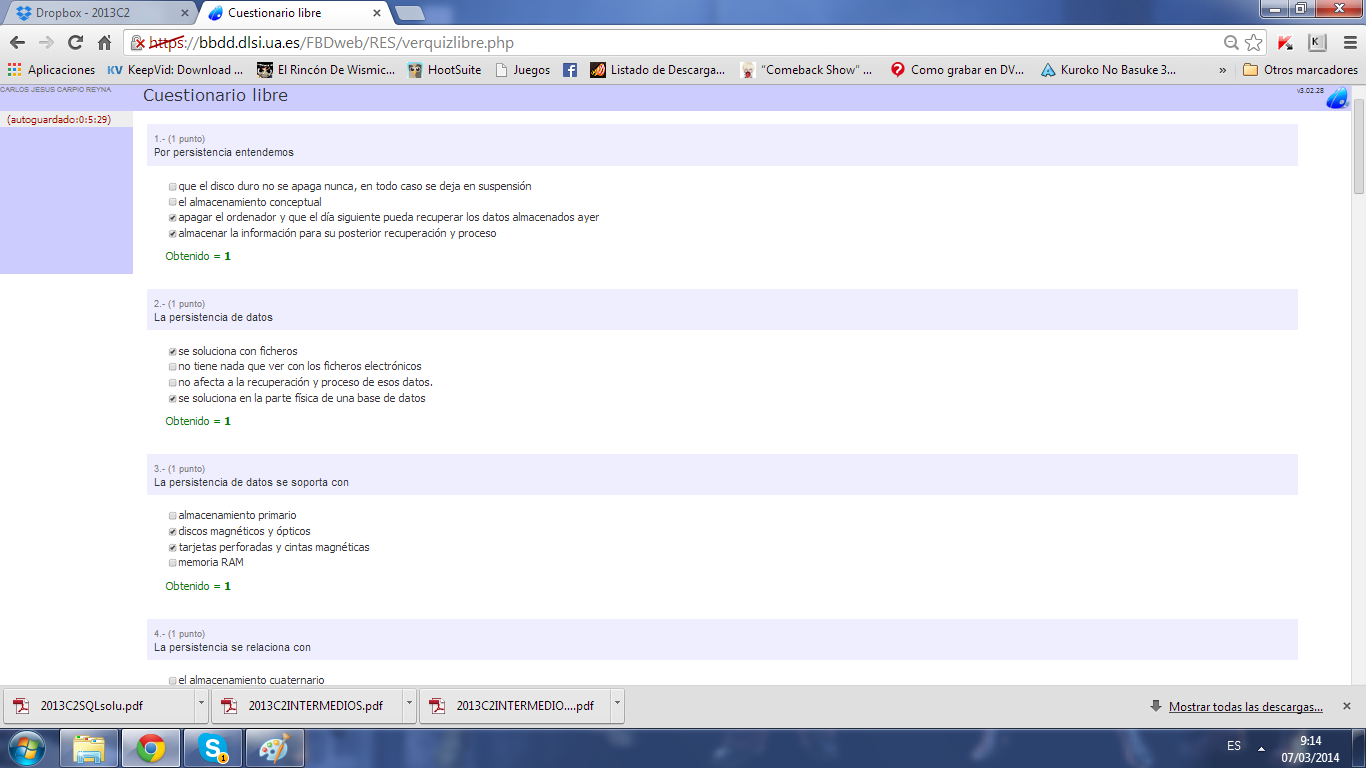 Dropbox - 2013C2
Cuestionario libre
https://bbdd.dlsi.ua.es/FBDweb/RES/verquizlibre.php
Aplicaciones
KeepVid: Download ...
El Rincón De Wismic...
HootSuite
Juegos
Listado de Descarga...
“Comeback Show” ...
Como grabar en DV...
Kuroko No Basuke 3...
»
Otros marcadores
CARLOS JESUS CARPIO REYNA
Cuestionario libre
v3.02.28
(autoguardado:0:5:29)
1.- (1 punto)
Por persistencia entendemos
que el disco duro no se apaga nunca, en todo caso se deja en suspensión
el almacenamiento conceptual
apagar el ordenador y que el día siguiente pueda recuperar los datos almacenados ayer
almacenar la información para su posterior recuperación y proceso
Obtenido = 1
2.- (1 punto)
La persistencia de datos
se soluciona con ficheros
no tiene nada que ver con los ficheros electrónicos
no afecta a la recuperación y proceso de esos datos.
se soluciona en la parte física de una base de datos
Obtenido = 1
3.- (1 punto)
La persistencia de datos se soporta con
almacenamiento primario
discos magnéticos y ópticos
tarjetas perforadas y cintas magnéticas
memoria RAM
Obtenido = 1
4.- (1 punto)
La persistencia se relaciona con
el almacenamiento cuaternario
2013C2SQLsolu.pdf
2013C2INTERMEDIOS.pdf
2013C2INTERMEDIO....pdf
Mostrar todas las descargas...
ES
9:14
07/03/2014